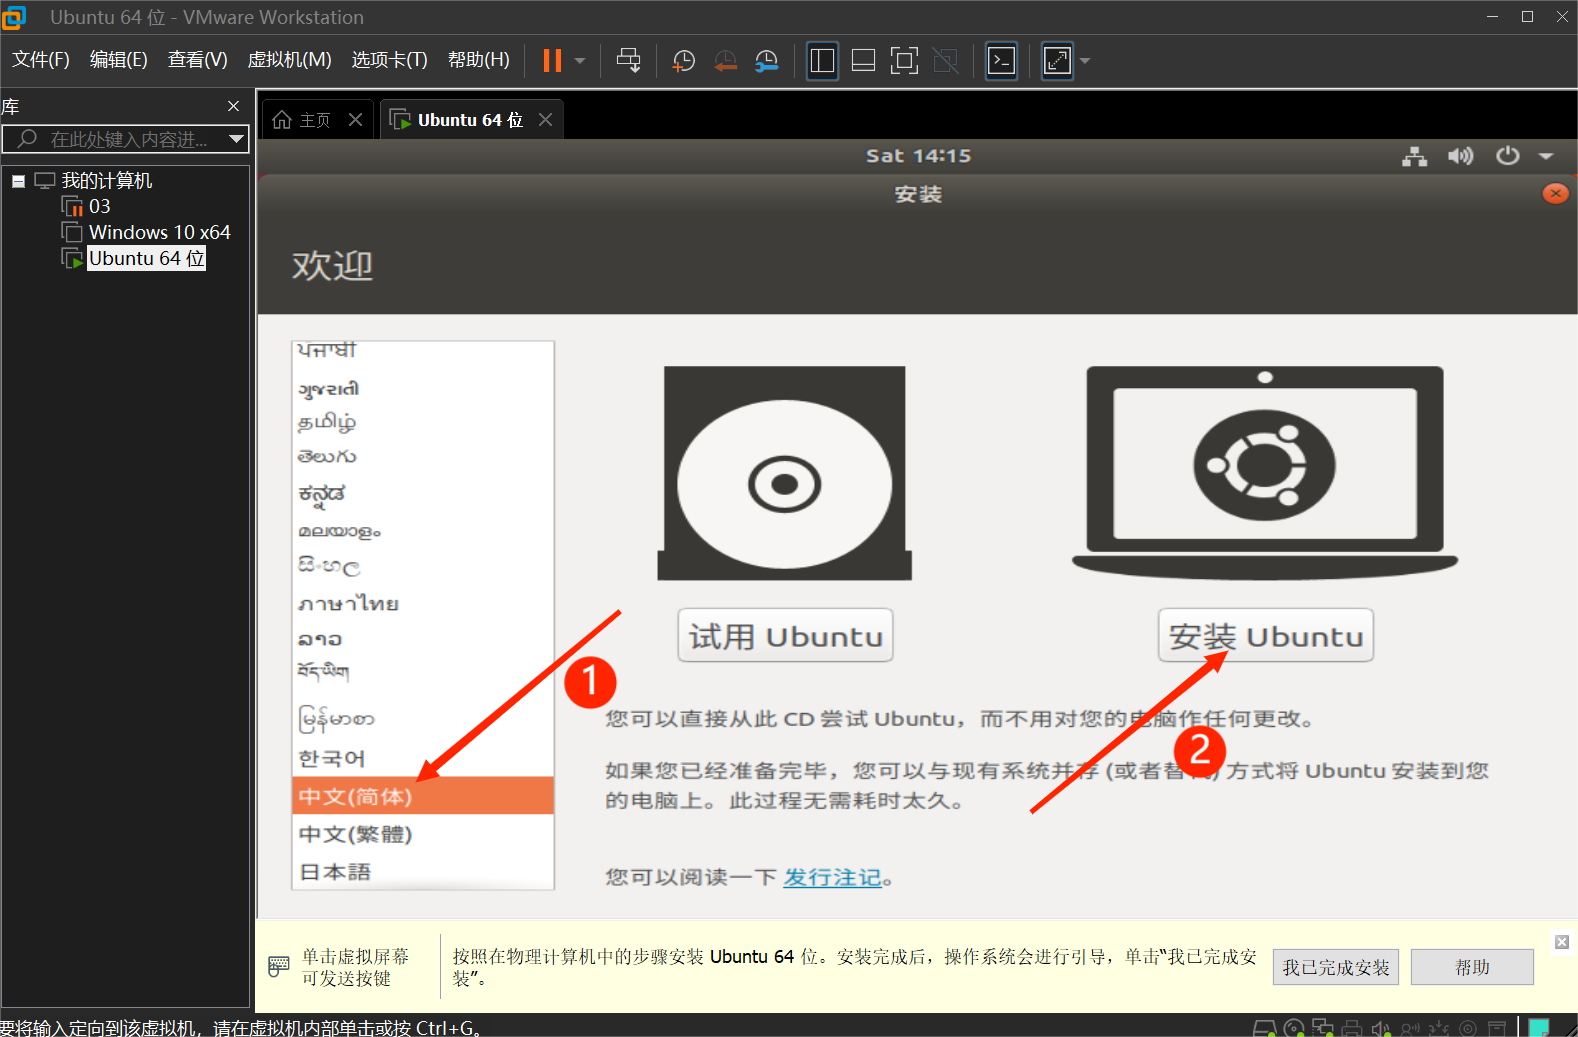 Ubuntu 64 位 - VMware Workstation
文件(F) 编辑(E) 查看(V) 虚拟机(M) 选项卡(T) 帮助(H)
库
在此处键入内容进...
我的计算机
03
Windows 10 x64
Ubuntu 64 位
主页
Ubuntu 64 位
Sat 14:15
安装
欢迎
ਪੰਜਾਬੀ
ગુજરાતી
தமிழ்
తెలుగు
ಕನ್ನಡ
മലയാളം
සිංහල
ภาษาไทย
ລາວ
བོད་ཡིག
မြန်မာစာ
한국어
中文(简体)
中文(繁體)
日本語
试用 Ubuntu
安装 Ubuntu
1
2
您可以直接从此 CD 尝试 Ubuntu，而不用对您的电脑作任何更改。
如果您已经准备完毕，您可以与现有系统并存 (或者替代) 方式将 Ubuntu 安装到您
的电脑上。此过程无需耗时太久。
您可以阅读一下 发行注记。
单击虚拟屏幕
可发送按键
按照在物理计算机中的步骤安装 Ubuntu 64 位。安装完成后，操作系统会进行引导，单击“我已完成安
装”。
我已完成安装
帮助
要将输入定向到该虚拟机，请在虚拟机内部单击或按 Ctrl+G。